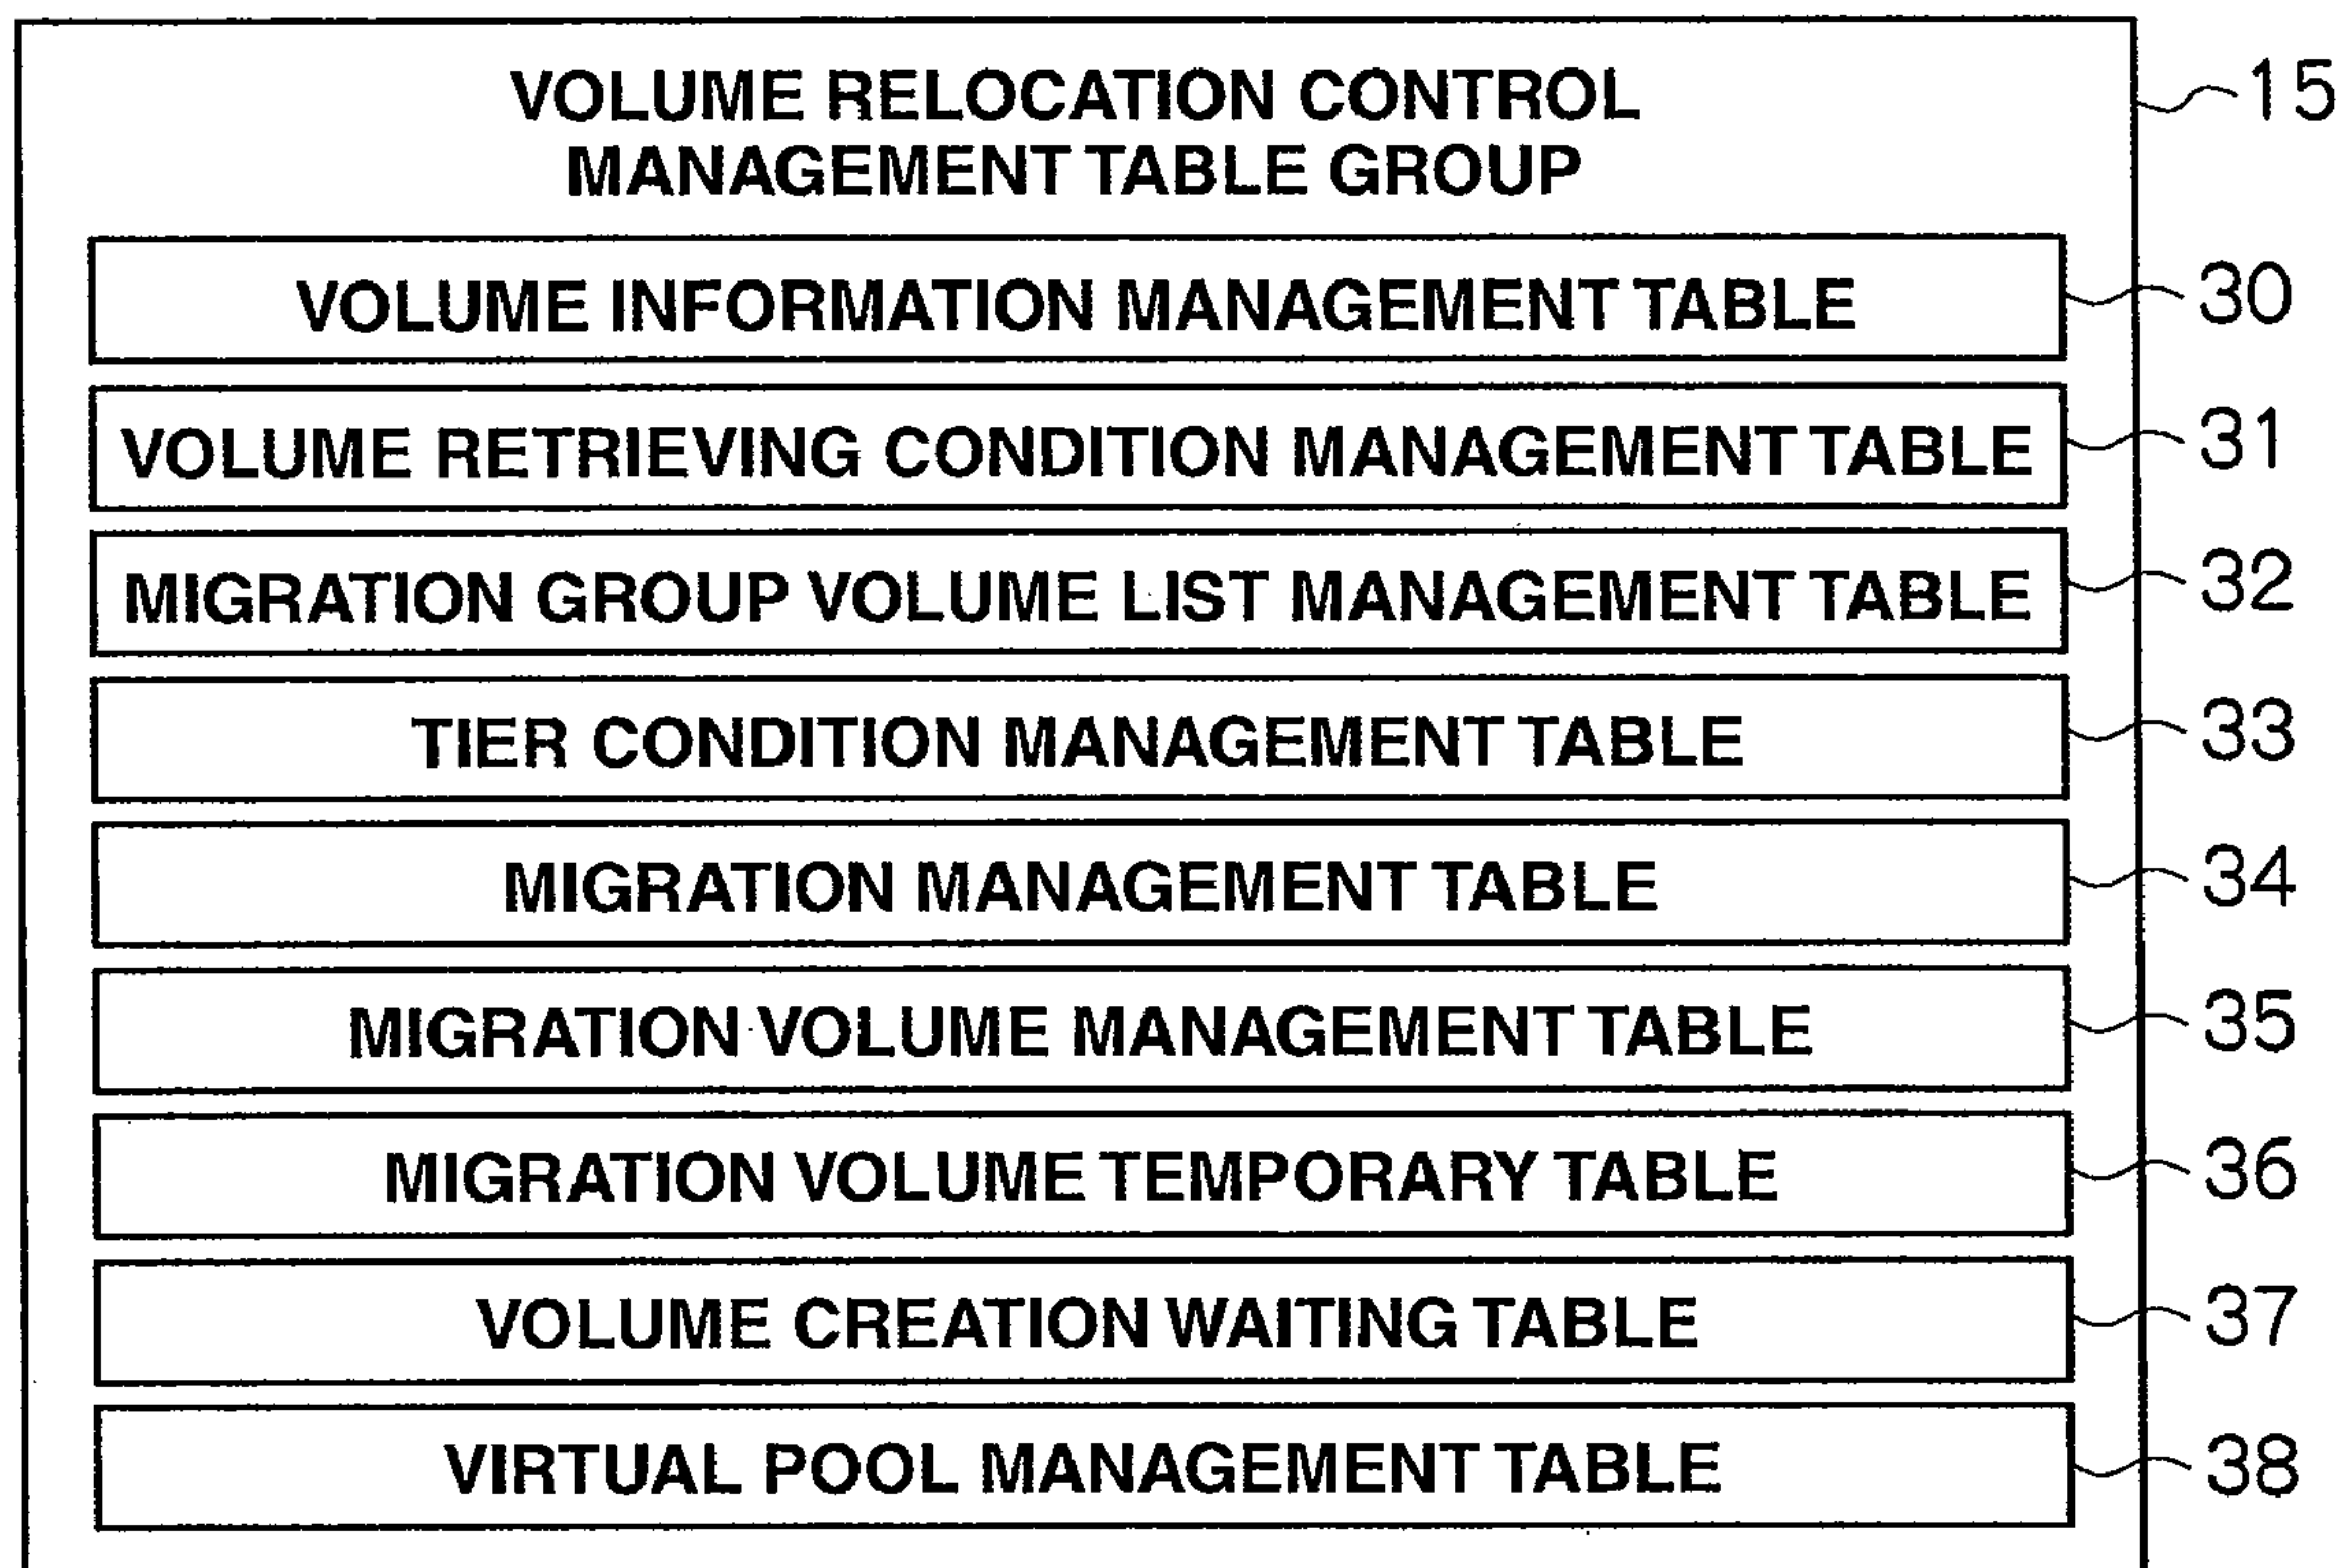 VOLUME RELOCATION CONTROL
MANAGEMENT TABLE GROUP
15
VOLUME INFORMATION MANAGEMENT TABLE
30
VOLUME RETRIEVING CONDITION MANAGEMENT TABLE
31
MIGRATION GROUP VOLUME LIST MANAGEMENT TABLE
32
TIER CONDITION MANAGEMENT TABLE
33
MIGRATION MANAGEMENT TABLE
34
MIGRATION VOLUME MANAGEMENT TABLE
35
MIGRATION VOLUME TEMPORARY TABLE
36
VOLUME CREATION WAITING TABLE
37
VIRTUAL POOL MANAGEMENT TABLE
38